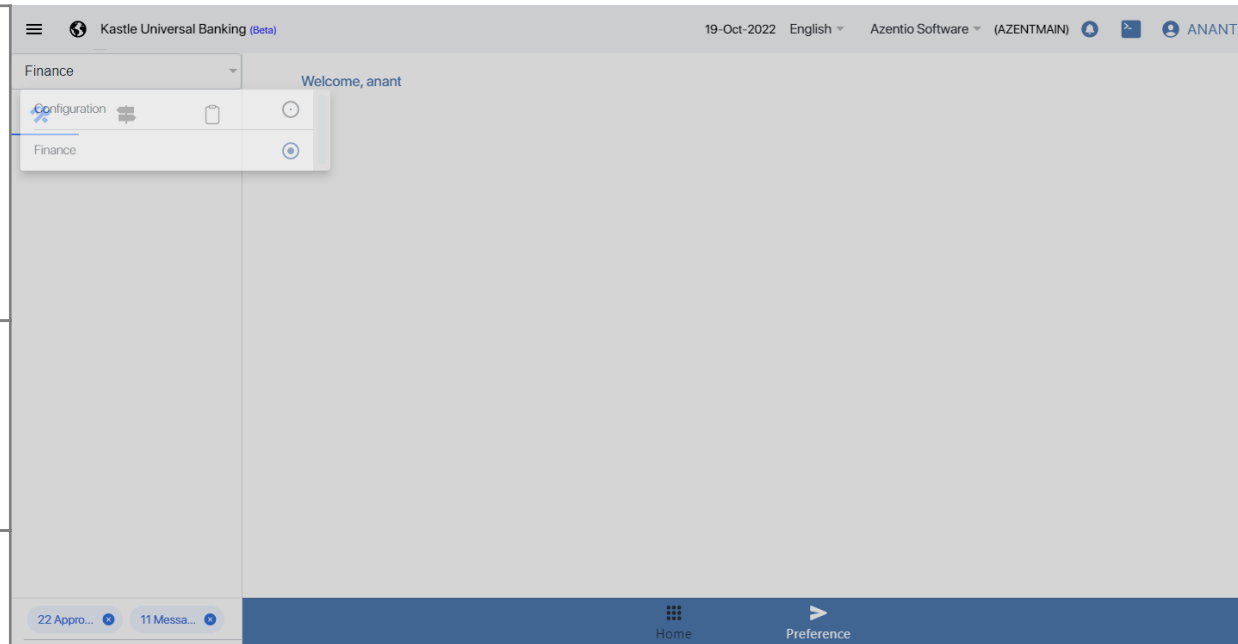 Kastle Universal Banking (Beta)
19-Oct-2022 English Azentio Software (AZENTMAIN) ANANT
Finance
Welcome, anant
Configuration
Finance
22 Appro... 11 Messa...
Home Preference